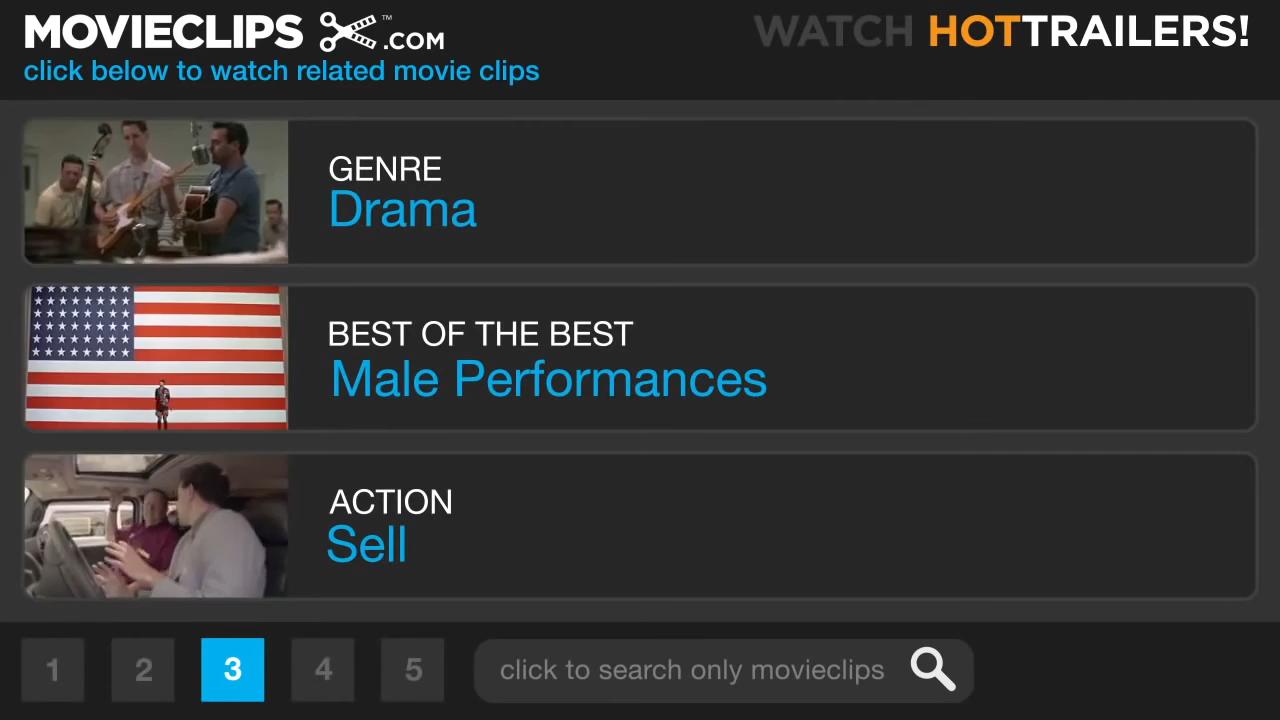 MOVIECLIPS ™ .COM
WATCH HOTTRAILERS!
click below to watch related movie clips
GENRE
Drama
BEST OF THE BEST
Male Performances
ACTION
Sell
1 2 3 4 5
click to search only movieclips